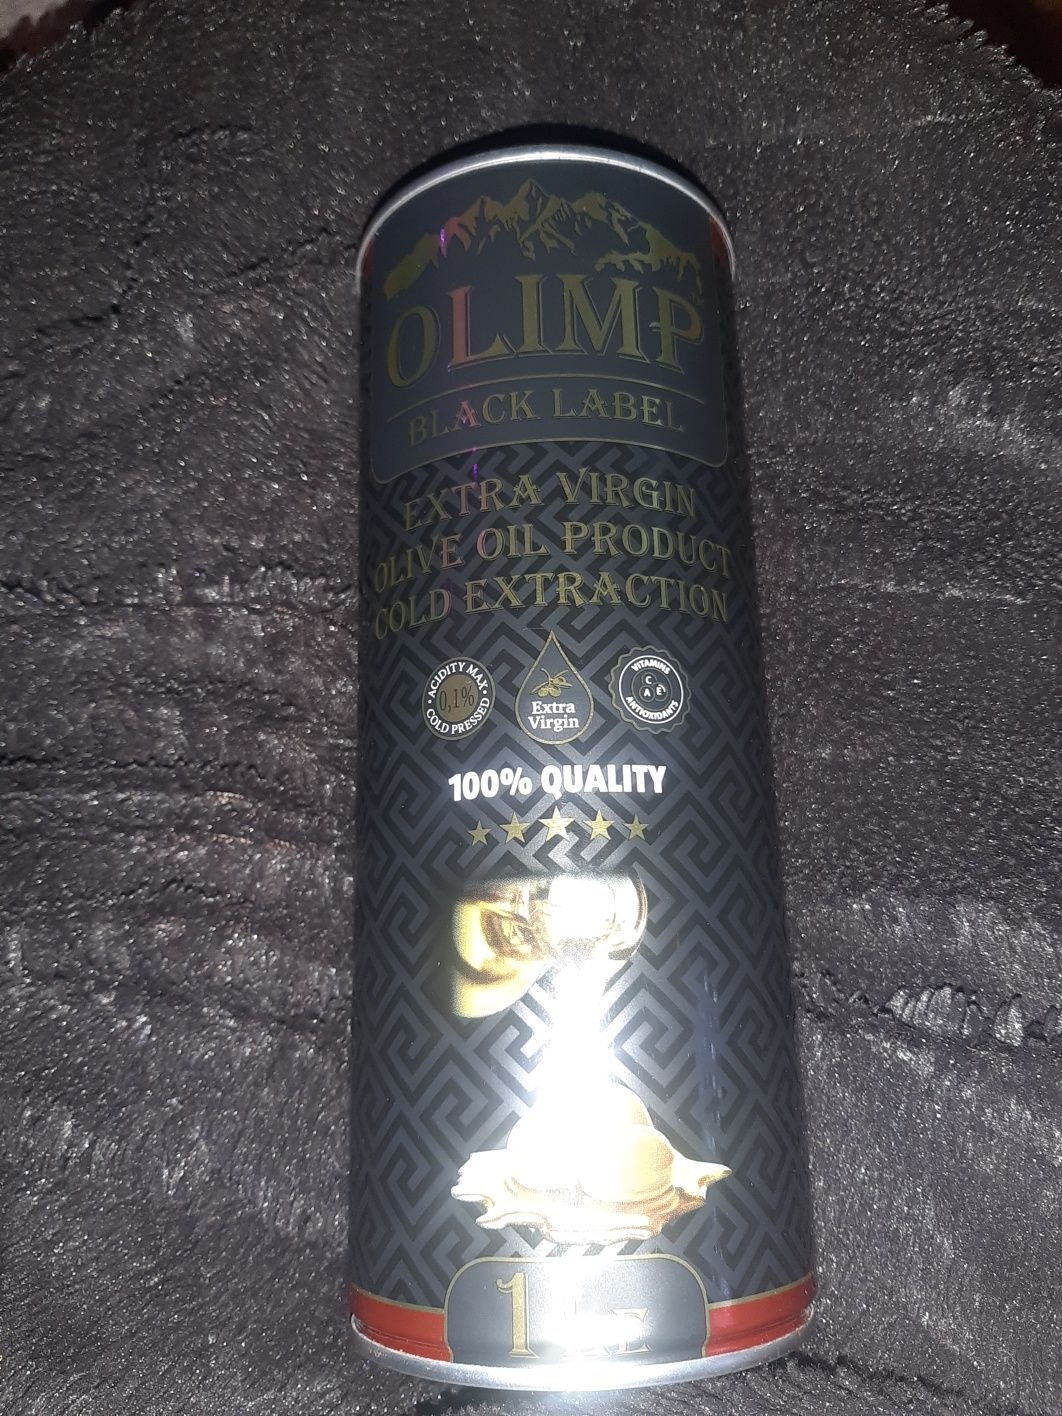 OLIMP
BLACK LABEL
EXTRA VIRGIN
OLIVE OIL PRODUCT
COLD EXTRACTION
ACIDITY MAX
0,1%
COLD PRESSED
Extra
Virgin
VITAMINS
C
A E
ANTIOXIDANTS
100% QUALITY
1